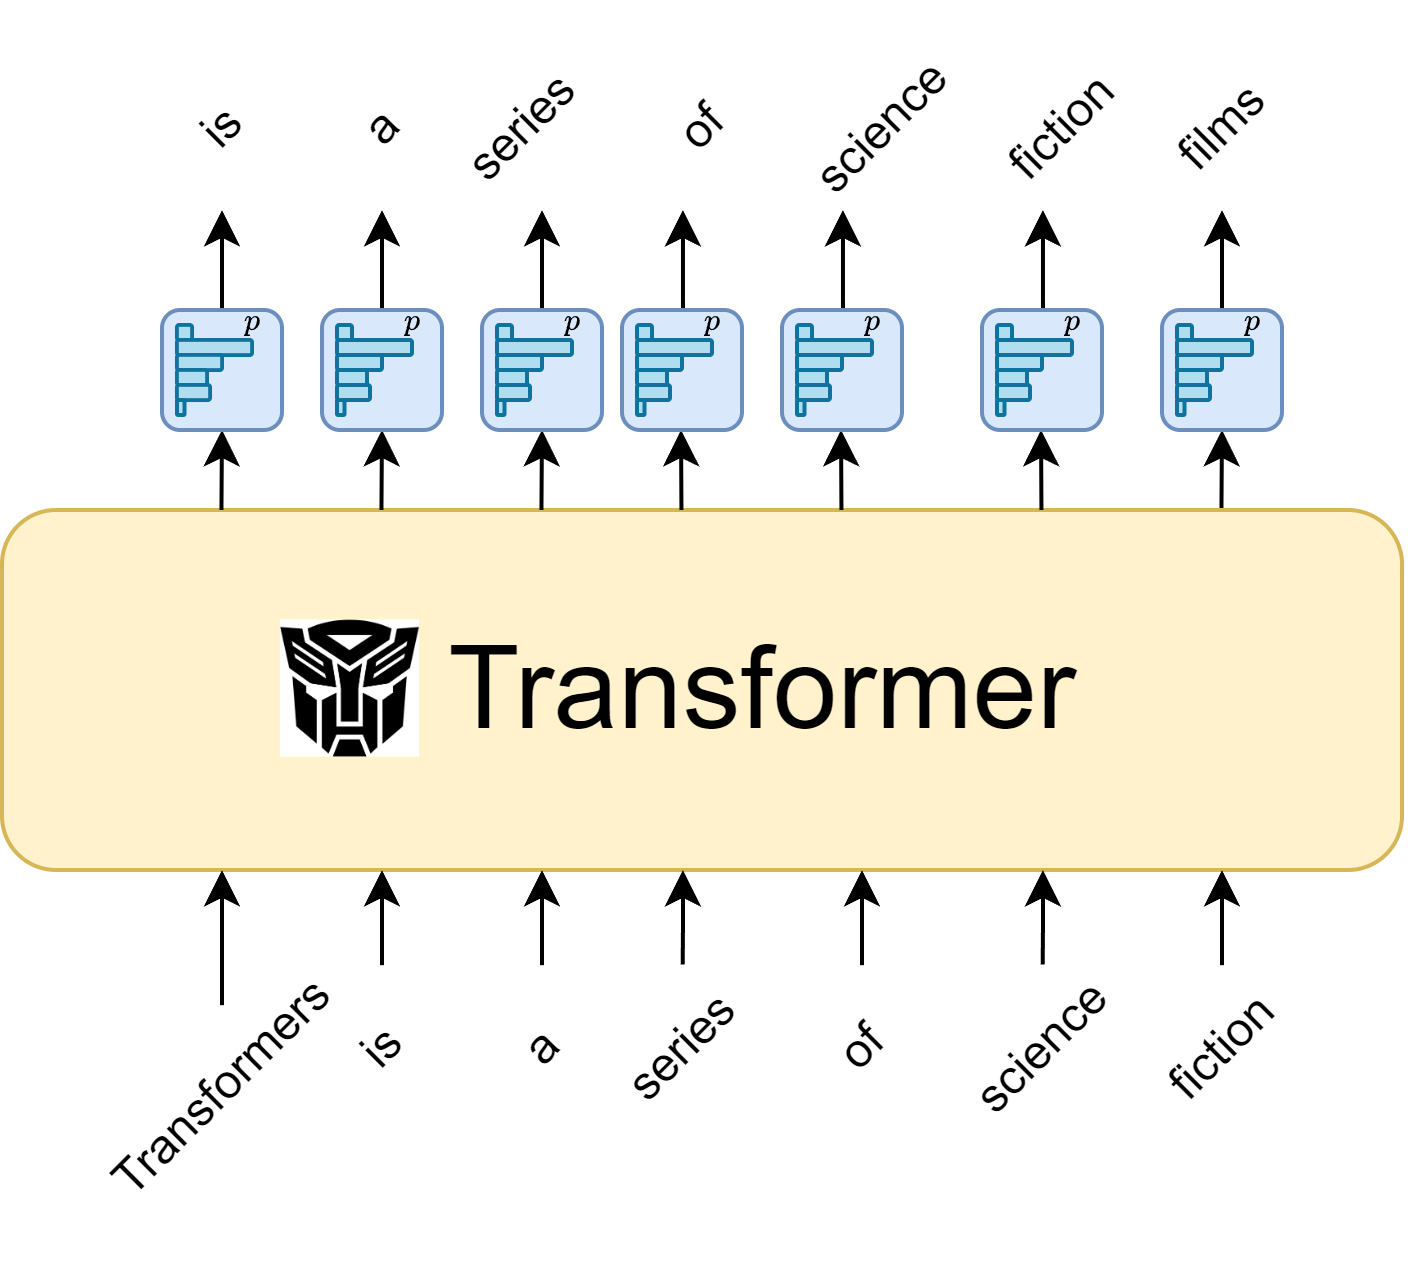 is a series of science fiction films
p p p p p p p
Transformer
Transformers is a series of science fiction